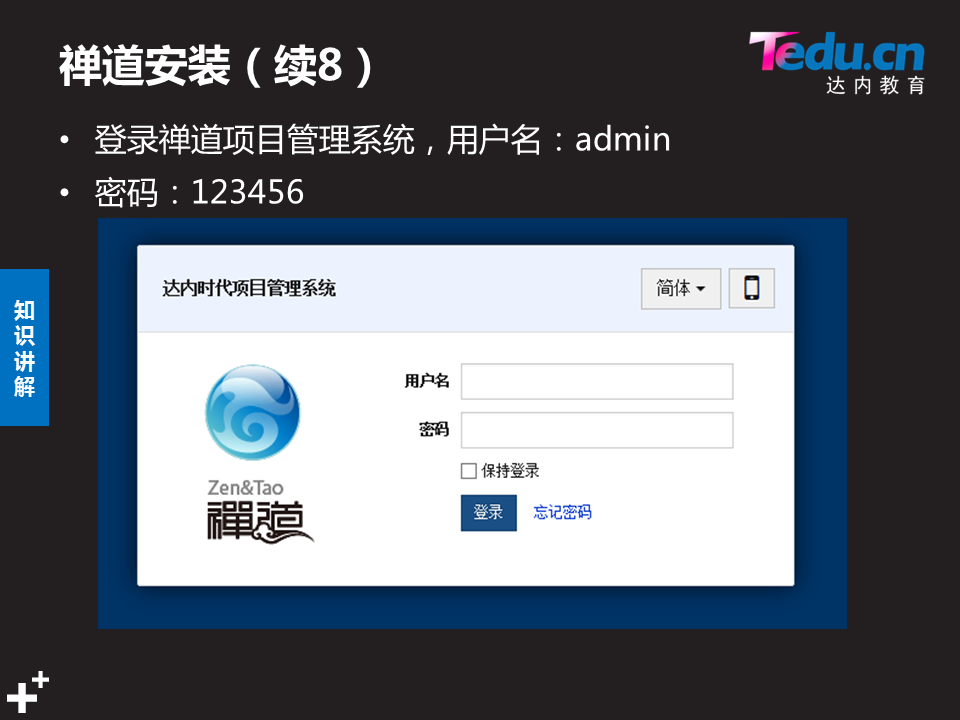 禅道安装（续8）
Tedu.cn
达内教育
• 登录禅道项目管理系统，用户名：admin
• 密码：123456
知识讲解
达内时代项目管理系统
简体
用户名
密码
保持登录
登录 忘记密码
Zen&Tao
禪道